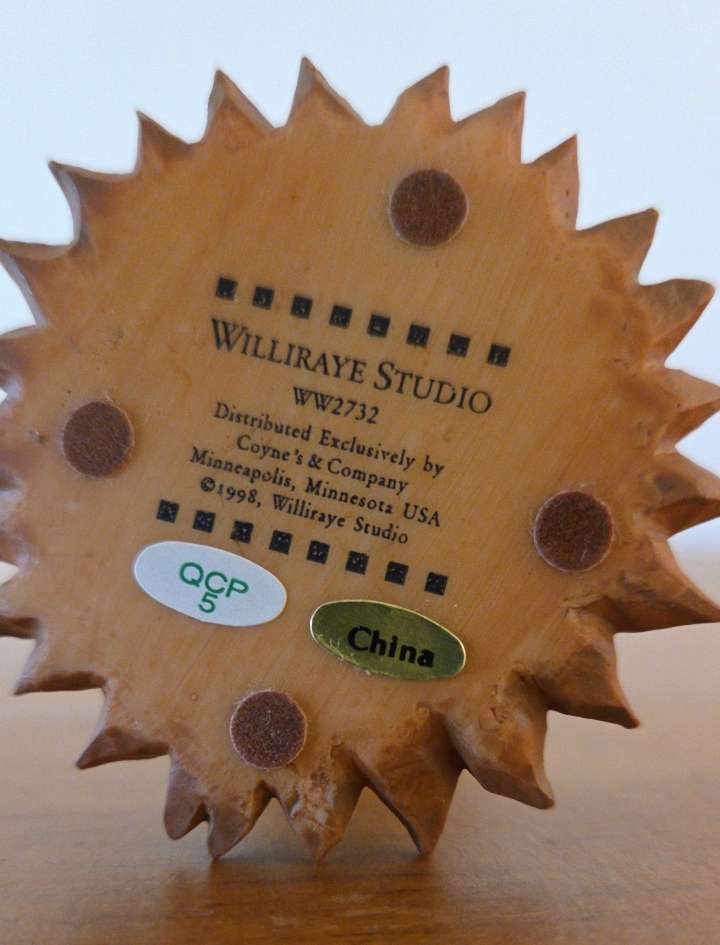 WILLIRAYE STUDIO
WW2732
Distributed Exclusively by
Coyne's & Company
Minneapolis, Minnesota USA
©1998, Williraye Studio
QCP
5
China